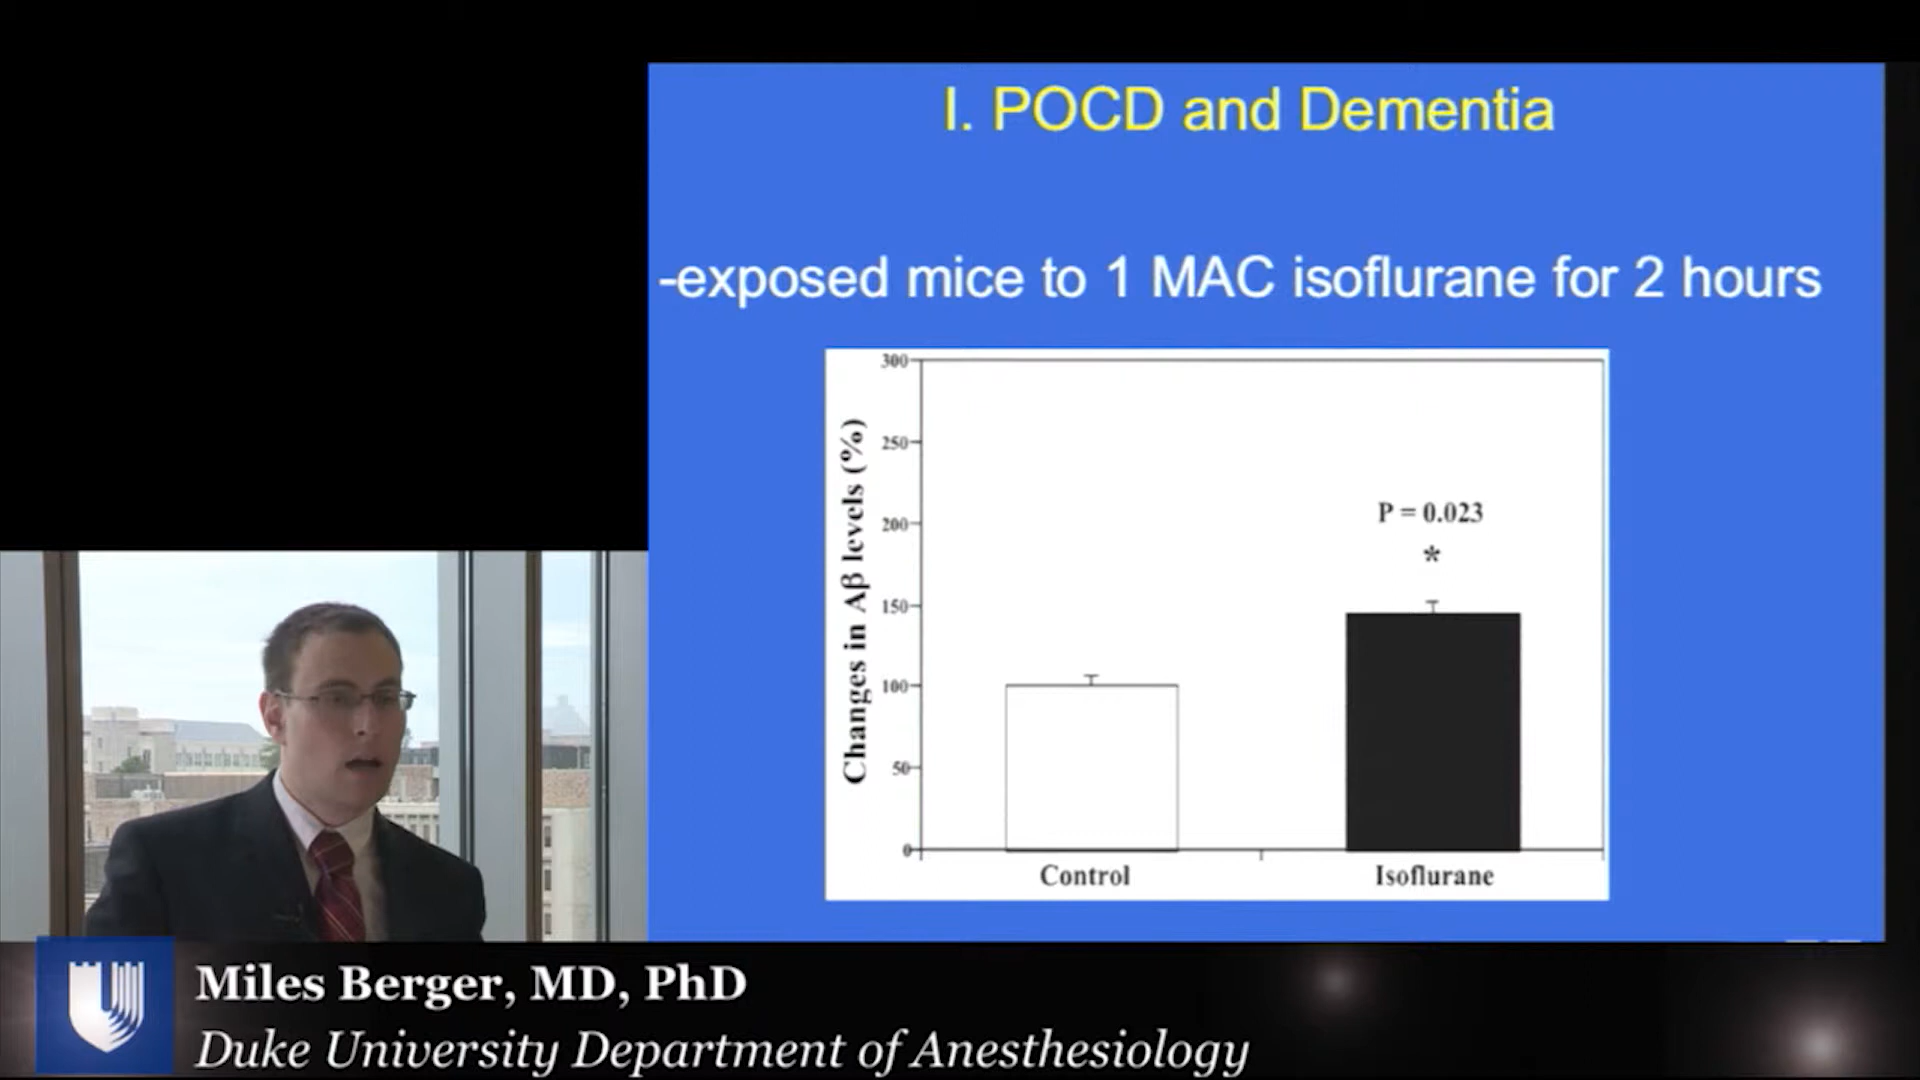 I. POCD and Dementia
-exposed mice to 1 MAC isoflurane for 2 hours
Changes in Aβ levels (%)
300
250
200
150
100
50
0
P = 0.023
*
Control
Isoflurane
Miles Berger, MD, PhD
Duke University Department of Anesthesiology